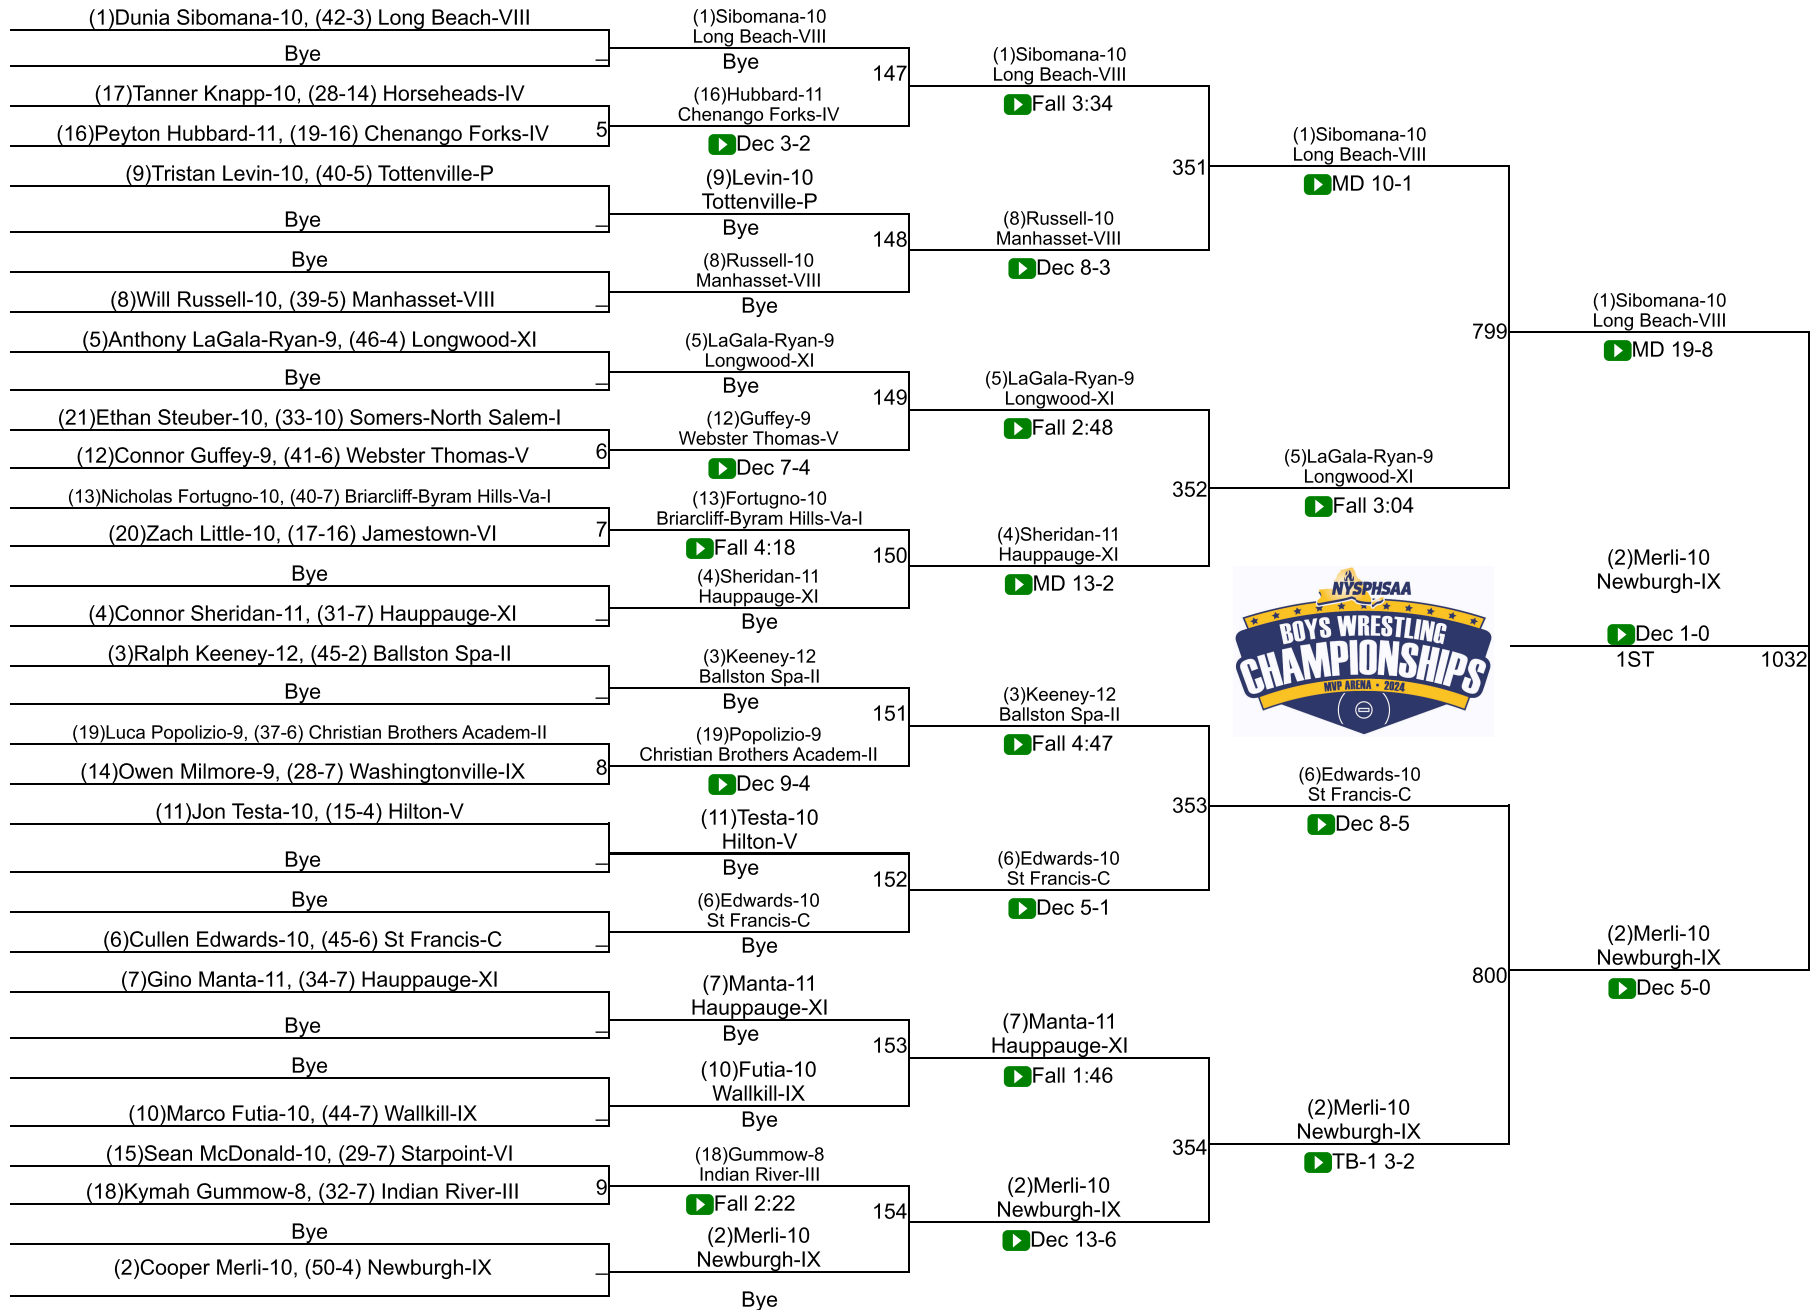 (1)Dunia Sibomana-10, (42-3) Long Beach-VIII
Bye
(17)Tanner Knapp-10, (28-14) Horseheads-IV
(16)Peyton Hubbard-11, (19-16) Chenango Forks-IV
5
(9)Tristan Levin-10, (40-5) Tottenville-P
Bye
Bye
(8)Will Russell-10, (39-5) Manhasset-VIII
(5)Anthony LaGala-Ryan-9, (46-4) Longwood-XI
Bye
(21)Ethan Steuber-10, (33-10) Somers-North Salem-I
(12)Connor Guffey-9, (41-6) Webster Thomas-V
6
(13)Nicholas Fortugno-10, (40-7) Briarcliff-Byram Hills-Va-I
(20)Zach Little-10, (17-16) Jamestown-VI
7
Bye
(4)Connor Sheridan-11, (31-7) Hauppauge-XI
(3)Ralph Keeney-12, (45-2) Ballston Spa-II
Bye
(19)Luca Popolizio-9, (37-6) Christian Brothers Academ-II
(14)Owen Milmore-9, (28-7) Washingtonville-IX
8
(11)Jon Testa-10, (15-4) Hilton-V
Bye
Bye
(6)Cullen Edwards-10, (45-6) St Francis-C
(7)Gino Manta-11, (34-7) Hauppauge-XI
Bye
Bye
(10)Marco Futia-10, (44-7) Wallkill-IX
(15)Sean McDonald-10, (29-7) Starpoint-VI
(18)Kymah Gummow-8, (32-7) Indian River-III
9
Bye
(2)Cooper Merli-10, (50-4) Newburgh-IX
(1)Sibomana-10
Long Beach-VIII
Bye
147
(16)Hubbard-11
Chenango Forks-IV
Dec 3-2
(9)Levin-10
Tottenville-P
Bye
148
(8)Russell-10
Manhasset-VIII
Bye
(5)LaGala-Ryan-9
Longwood-XI
Bye
149
(12)Guffey-9
Webster Thomas-V
Dec 7-4
(13)Fortugno-10
Briarcliff-Byram Hills-Va-I
Fall 4:18
150
(4)Sheridan-11
Hauppauge-XI
Bye
(3)Keeney-12
Ballston Spa-II
Bye
151
(19)Popolizio-9
Christian Brothers Academ-II
Dec 9-4
(11)Testa-10
Hilton-V
Bye
152
(6)Edwards-10
St Francis-C
Bye
(7)Manta-11
Hauppauge-XI
Bye
153
(10)Futia-10
Wallkill-IX
Bye
(18)Gummow-8
Indian River-III
Fall 2:22
154
(2)Merli-10
Newburgh-IX
Bye
(1)Sibomana-10
Long Beach-VIII
Fall 3:34
351
(8)Russell-10
Manhasset-VIII
Dec 8-3
(5)LaGala-Ryan-9
Longwood-XI
Fall 2:48
352
(4)Sheridan-11
Hauppauge-XI
MD 13-2
(3)Keeney-12
Ballston Spa-II
Fall 4:47
353
(6)Edwards-10
St Francis-C
Dec 5-1
(7)Manta-11
Hauppauge-XI
Fall 1:46
354
(2)Merli-10
Newburgh-IX
Dec 13-6
(1)Sibomana-10
Long Beach-VIII
MD 10-1
799
(5)LaGala-Ryan-9
Longwood-XI
Fall 3:04
NYSPHSAA
BOYS WRESTLING
CHAMPIONSHIPS
MVP ARENA • 2024
(6)Edwards-10
St Francis-C
Dec 8-5
800
(2)Merli-10
Newburgh-IX
TB-1 3-2
(1)Sibomana-10
Long Beach-VIII
MD 19-8
(2)Merli-10
Newburgh-IX
Dec 1-0
1ST
1032
(2)Merli-10
Newburgh-IX
Dec 5-0